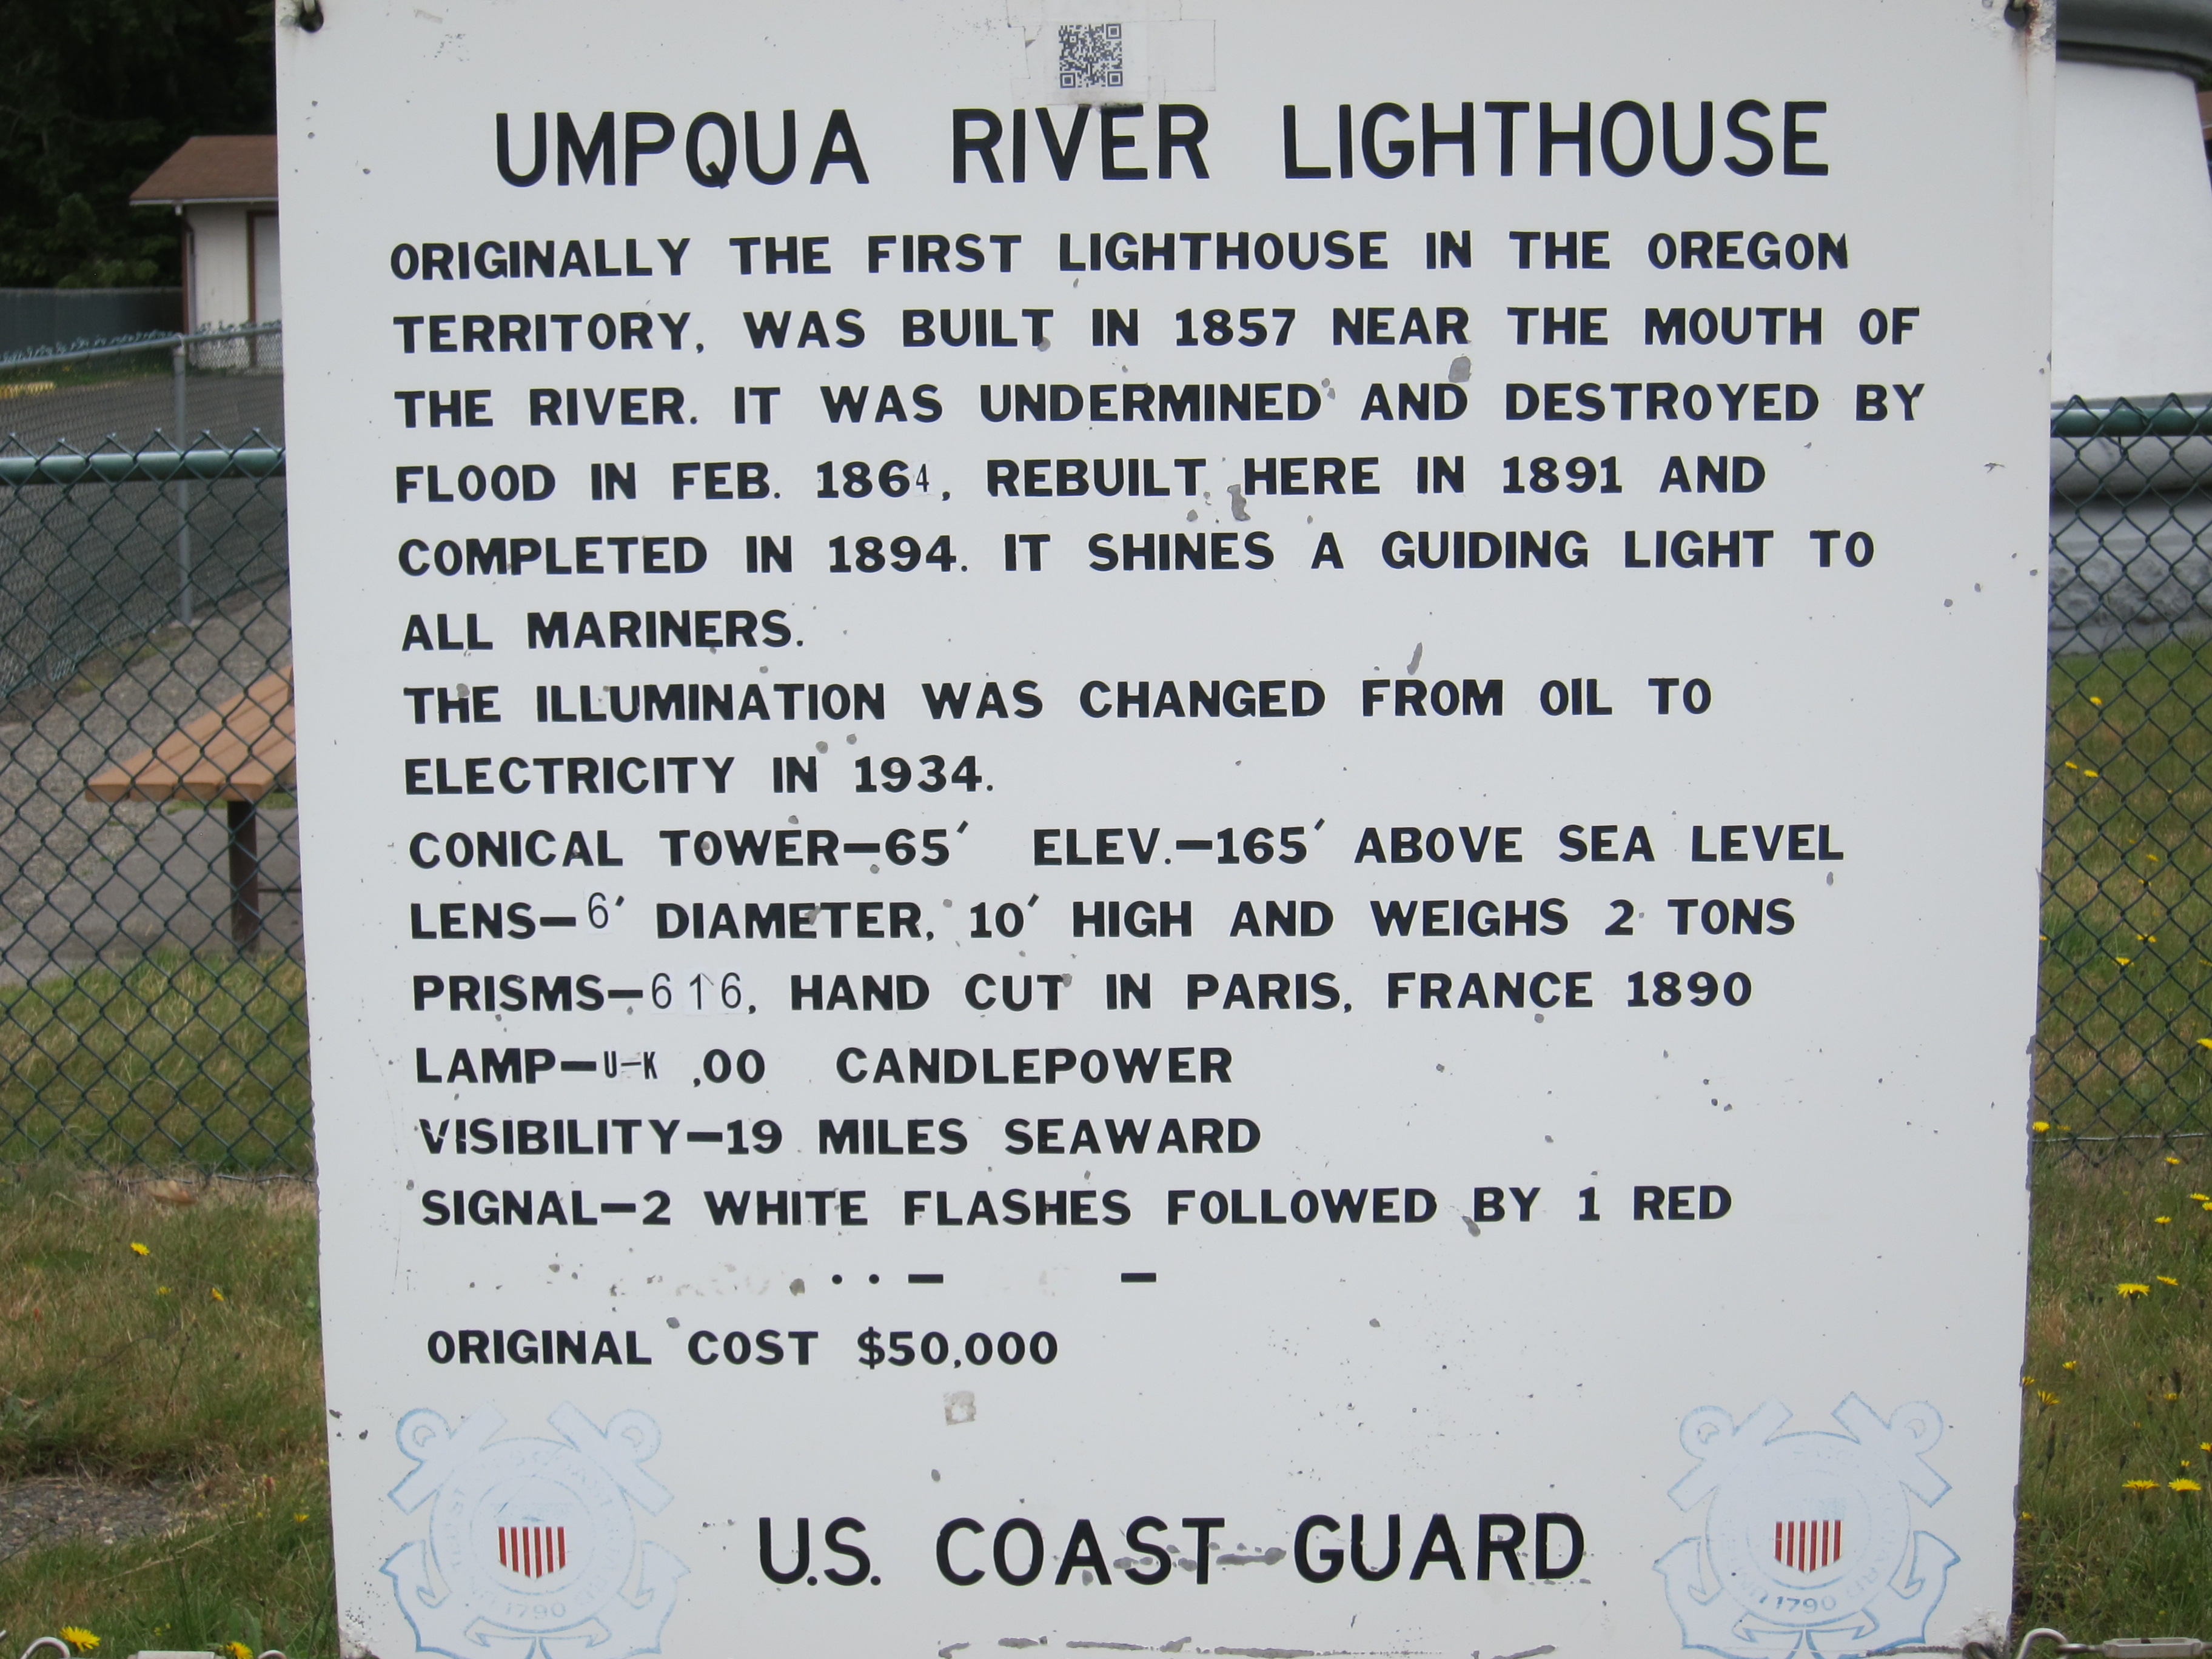 UMPQUA RIVER LIGHTHOUSE
ORIGINALLY THE FIRST LIGHTHOUSE IN THE OREGON
TERRITORY, WAS BUILT IN 1857 NEAR THE MOUTH OF
THE RIVER. IT WAS UNDERMINED AND DESTROYED BY
FLOOD IN FEB. 1864, REBUILT HERE IN 1891 AND
COMPLETED IN 1894. IT SHINES A GUIDING LIGHT TO
ALL MARINERS.
THE ILLUMINATION WAS CHANGED FROM OIL TO
ELECTRICITY IN 1934.
CONICAL TOWER—65′ ELEV.—165′ ABOVE SEA LEVEL
LENS—6′ DIAMETER, 10′ HIGH AND WEIGHS 2 TONS
PRISMS—616, HAND CUT IN PARIS, FRANCE 1890
LAMP—U-K ,00 CANDLEPOWER
VISIBILITY—19 MILES SEAWARD
SIGNAL—2 WHITE FLASHES FOLLOWED BY 1 RED
· · — —
ORIGINAL COST $50,000
U.S. COAST GUARD
1790
1790